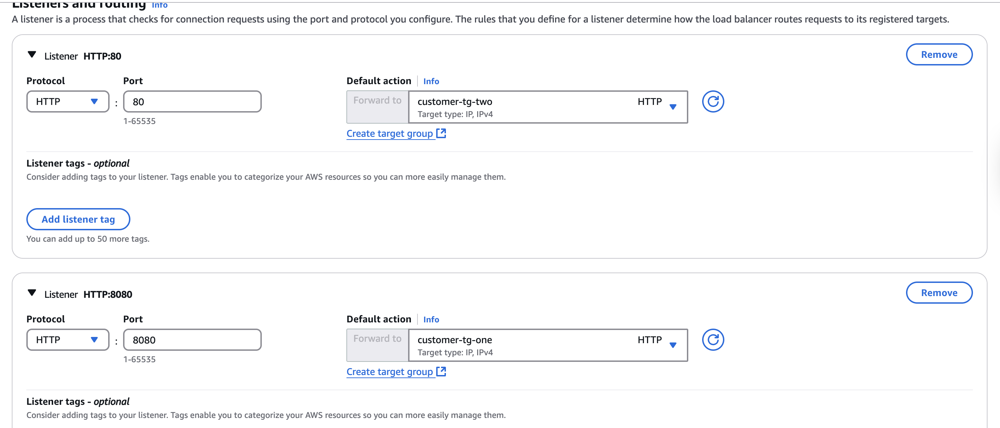 Listeners and routing Info
A listener is a process that checks for connection requests using the port and protocol you configure. The rules that you define for a listener determine how the load balancer routes requests to its registered targets.
Listener HTTP:80
Remove
Protocol
Port
Default action
Info
HTTP
:
80
1-65535
Forward to
customer-tg-two
HTTP
Target type: IP, IPv4
Create target group
Listener tags - optional
Consider adding tags to your listener. Tags enable you to categorize your AWS resources so you can more easily manage them.
Add listener tag
You can add up to 50 more tags.
Listener HTTP:8080
Remove
Protocol
Port
Default action
Info
HTTP
:
8080
1-65535
Forward to
customer-tg-one
HTTP
Target type: IP, IPv4
Create target group
Listener tags - optional
Consider adding tags to your listener. Tags enable you to categorize your AWS resources so you can more easily manage them.